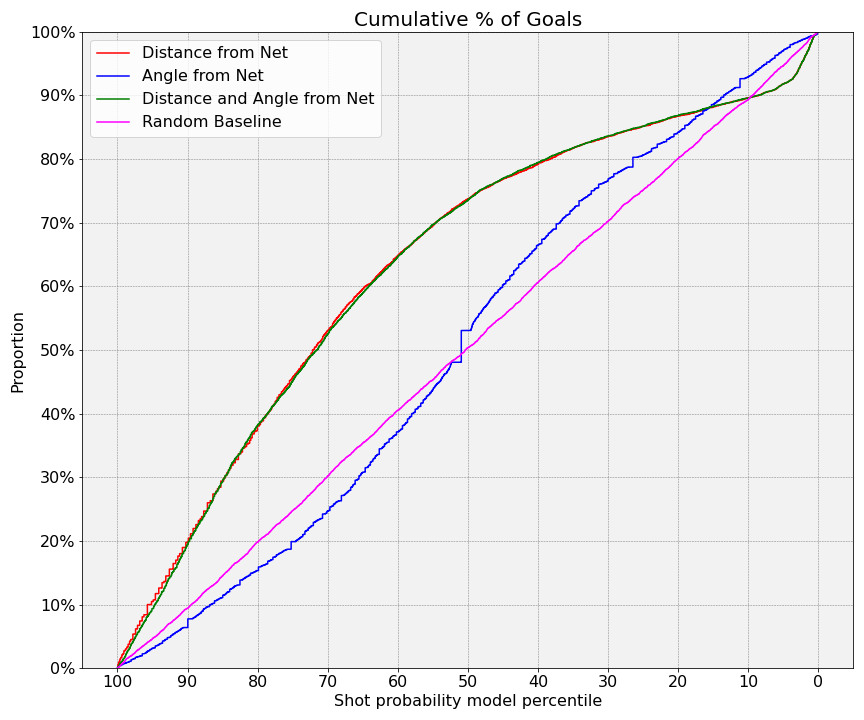 Cumulative % of Goals
100%
90%
80%
70%
60%
50%
40%
30%
20%
10%
0%
Proportion
Distance from Net
Angle from Net
Distance and Angle from Net
Random Baseline
100 90 80 70 60 50 40 30 20 10 0
Shot probability model percentile